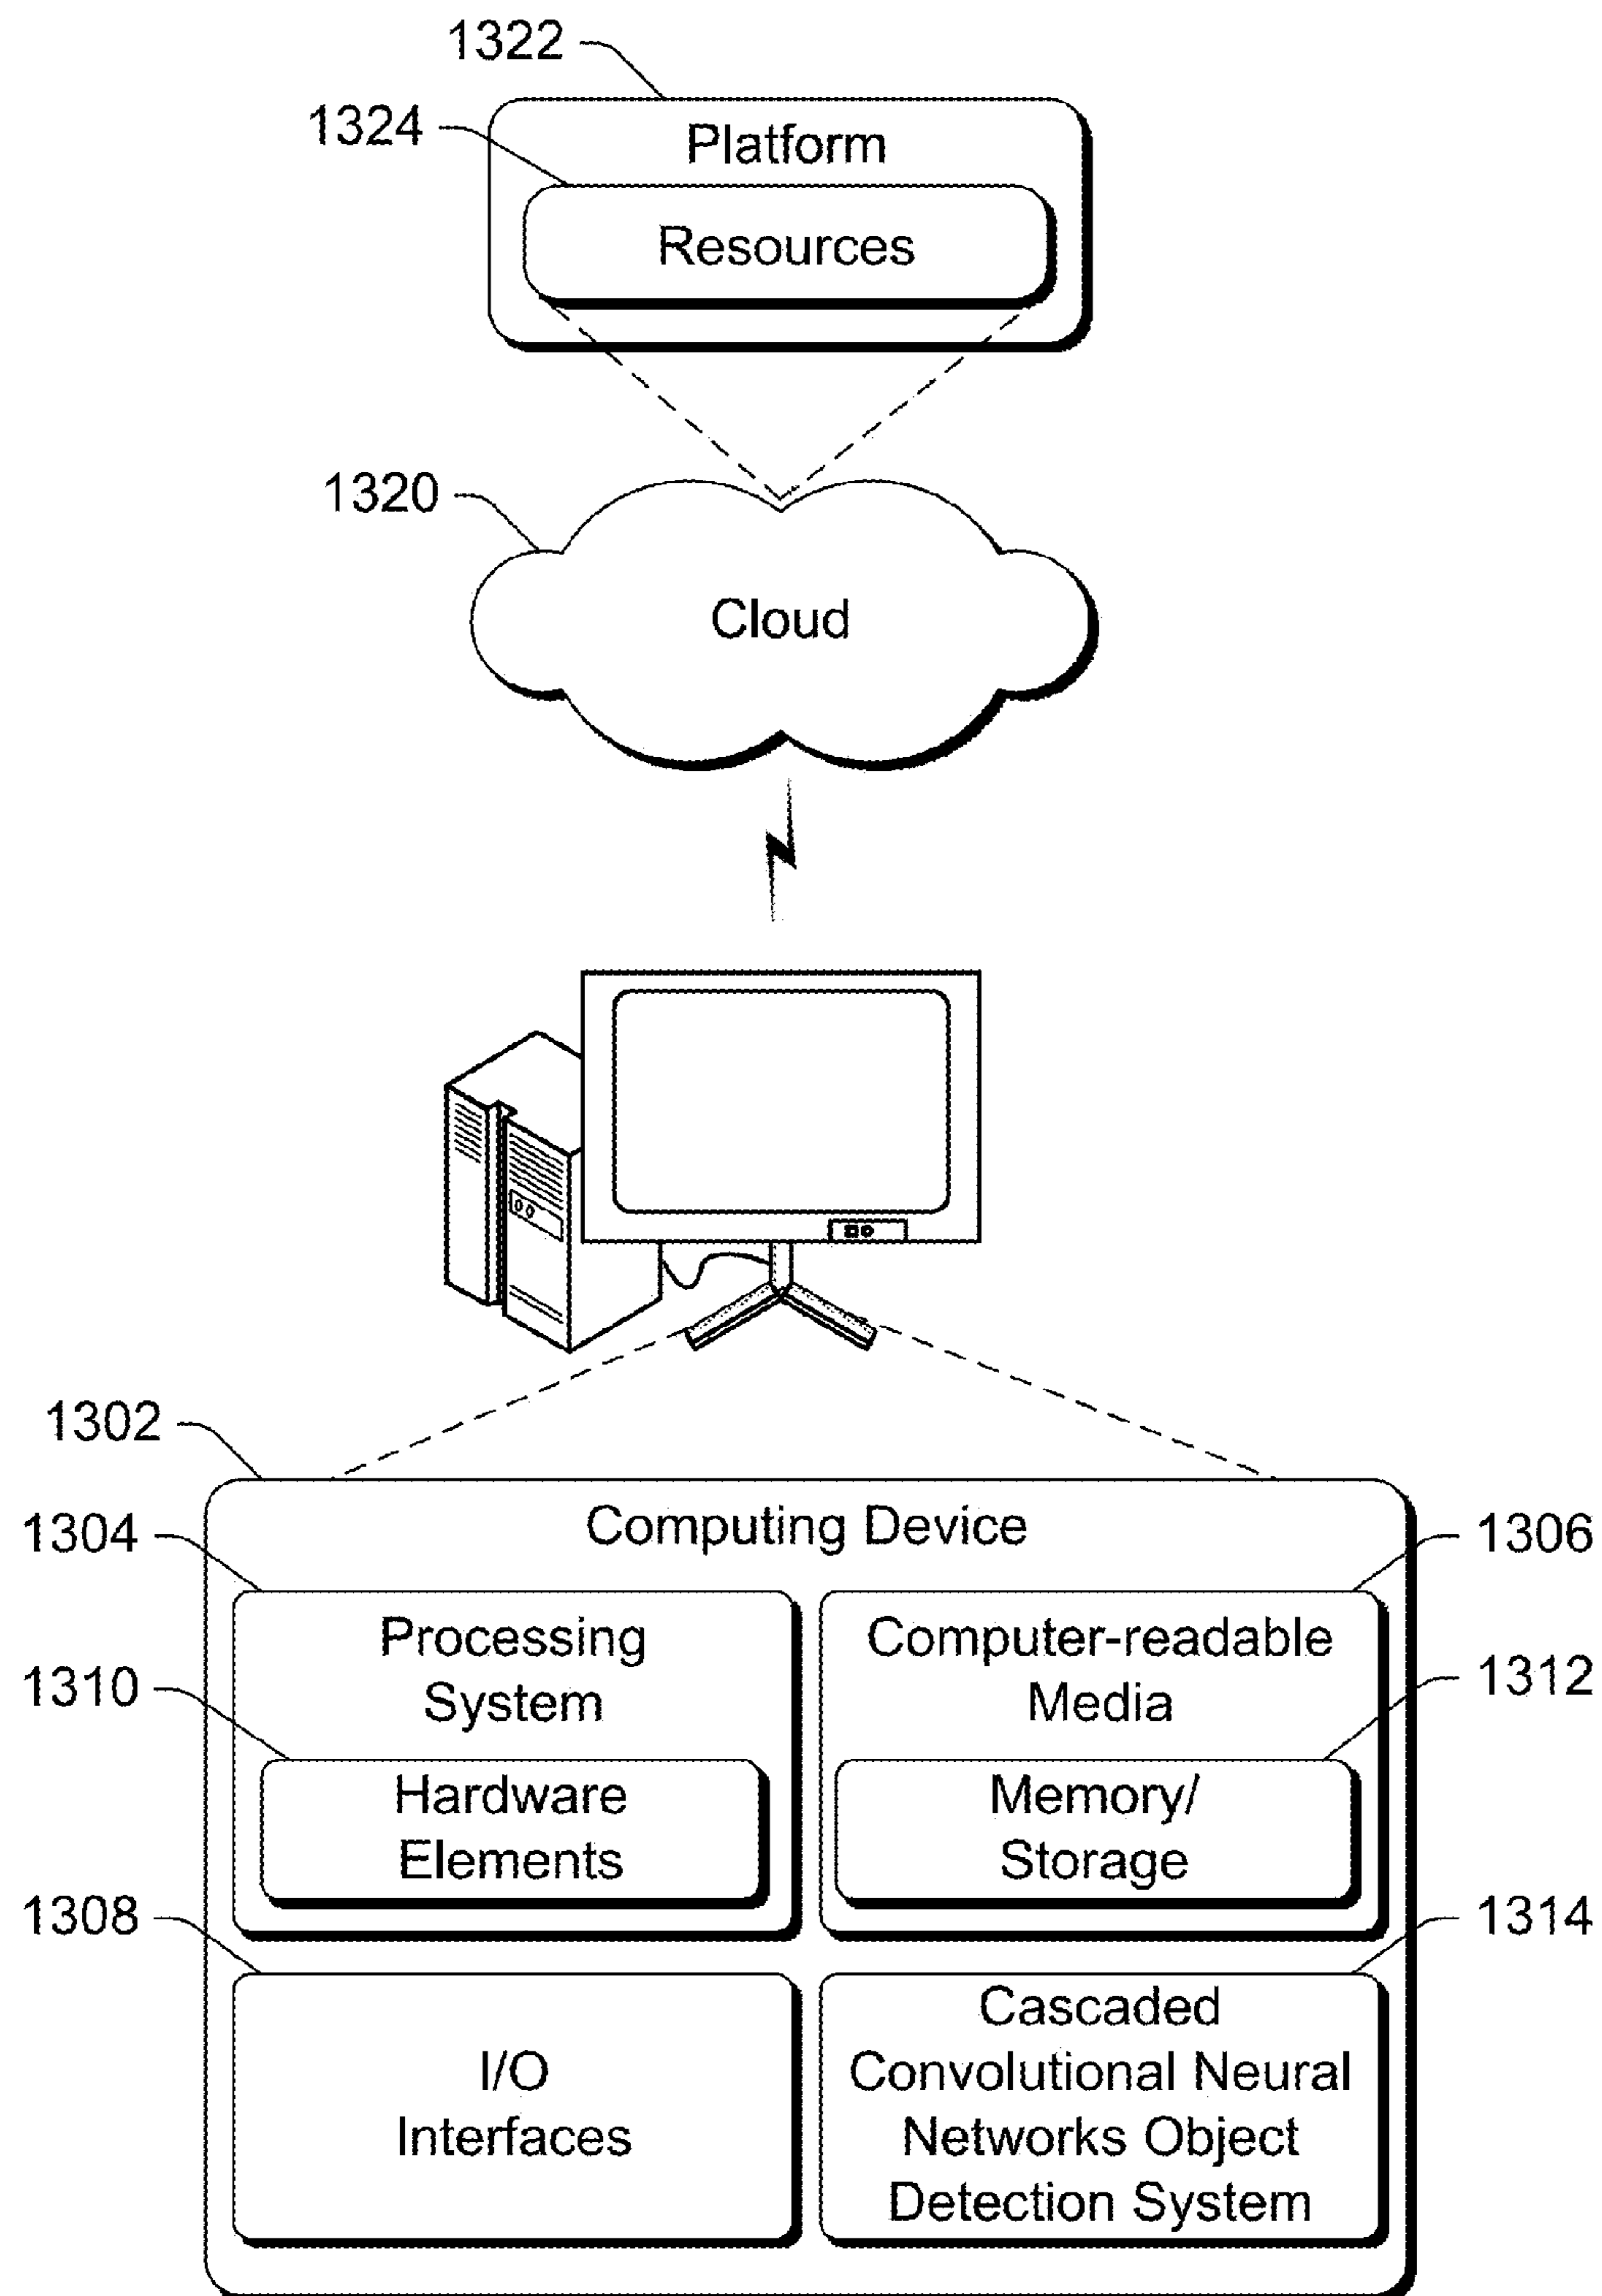 1322
1324
Platform
Resources
1320
Cloud
1302
Computing Device
1304
1306
Processing
System
Computer-readable
Media
1310
1312
Hardware
Elements
Memory/
Storage
1308
1314
I/O
Interfaces
Cascaded
Convolutional Neural
Networks Object
Detection System